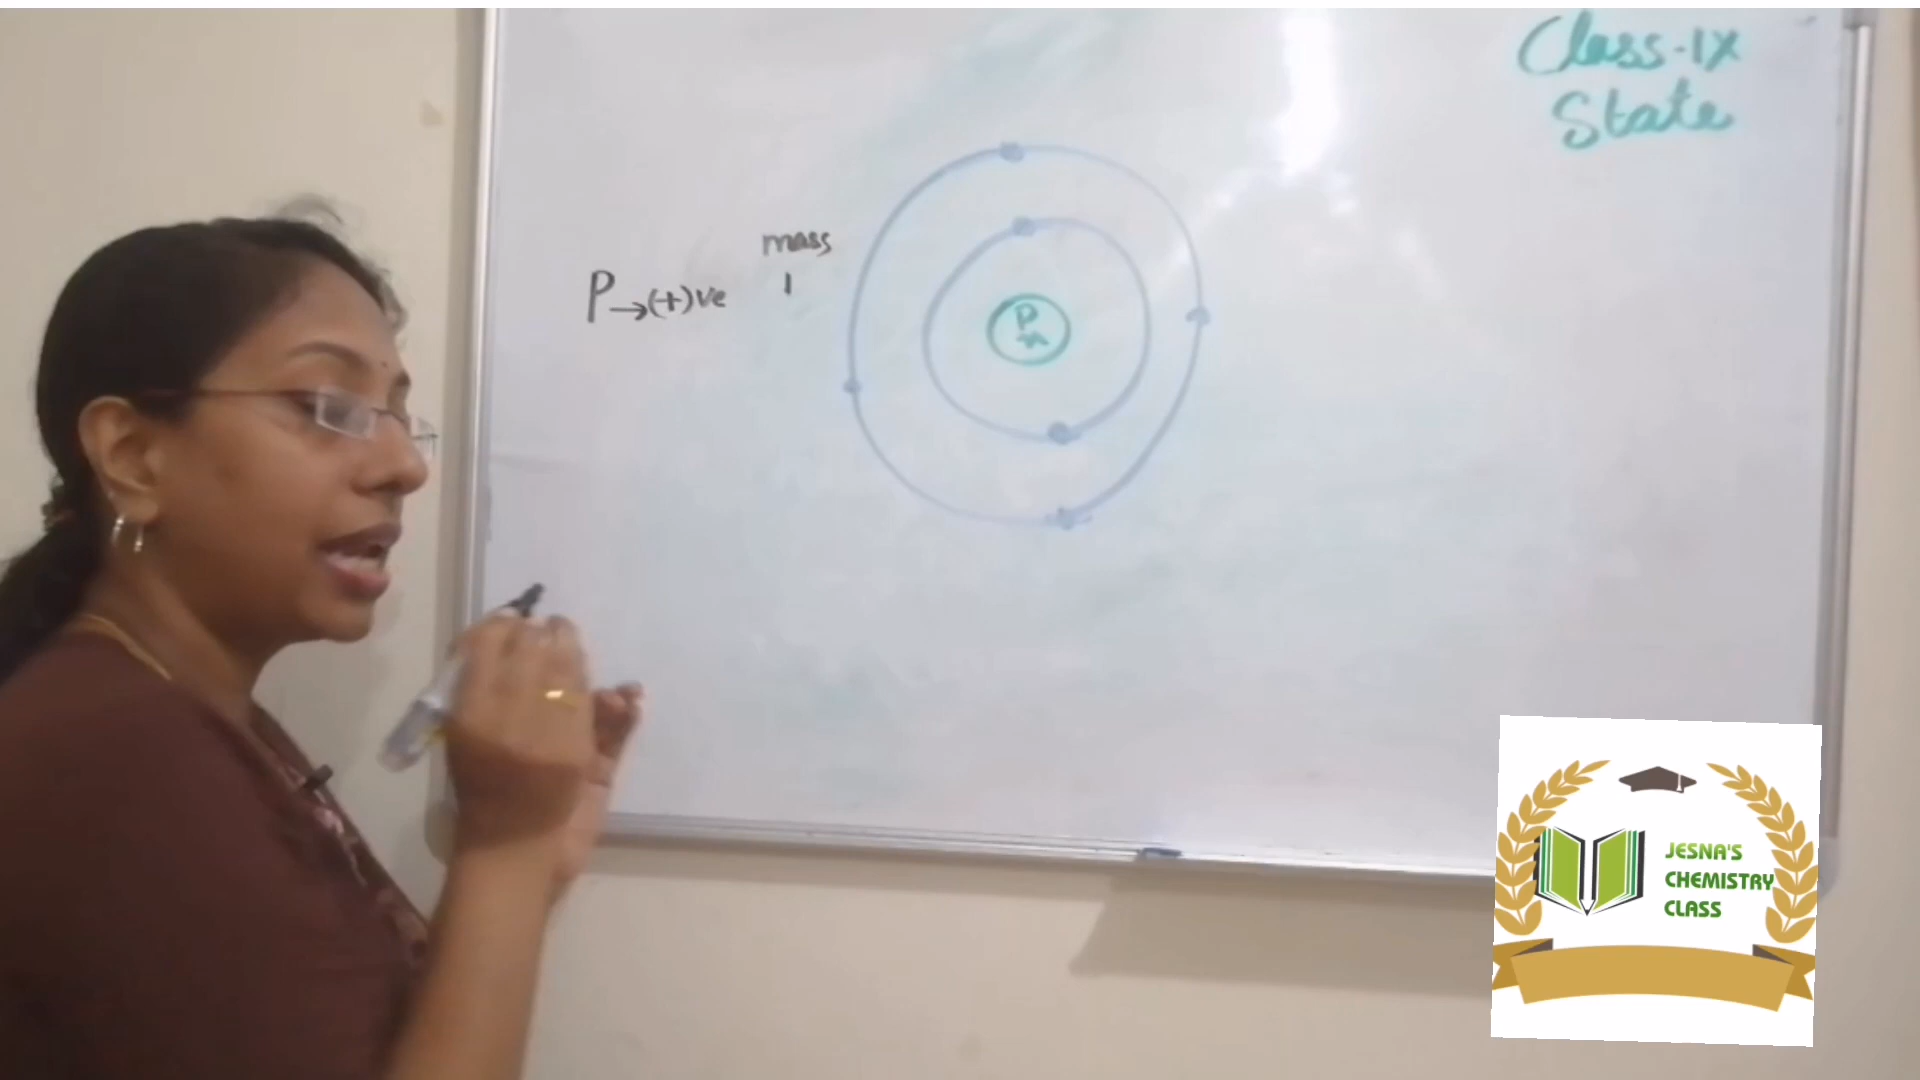 Class-IX
State
mass
P→(+)ve 1
P
n
JESNA'S
CHEMISTRY
CLASS